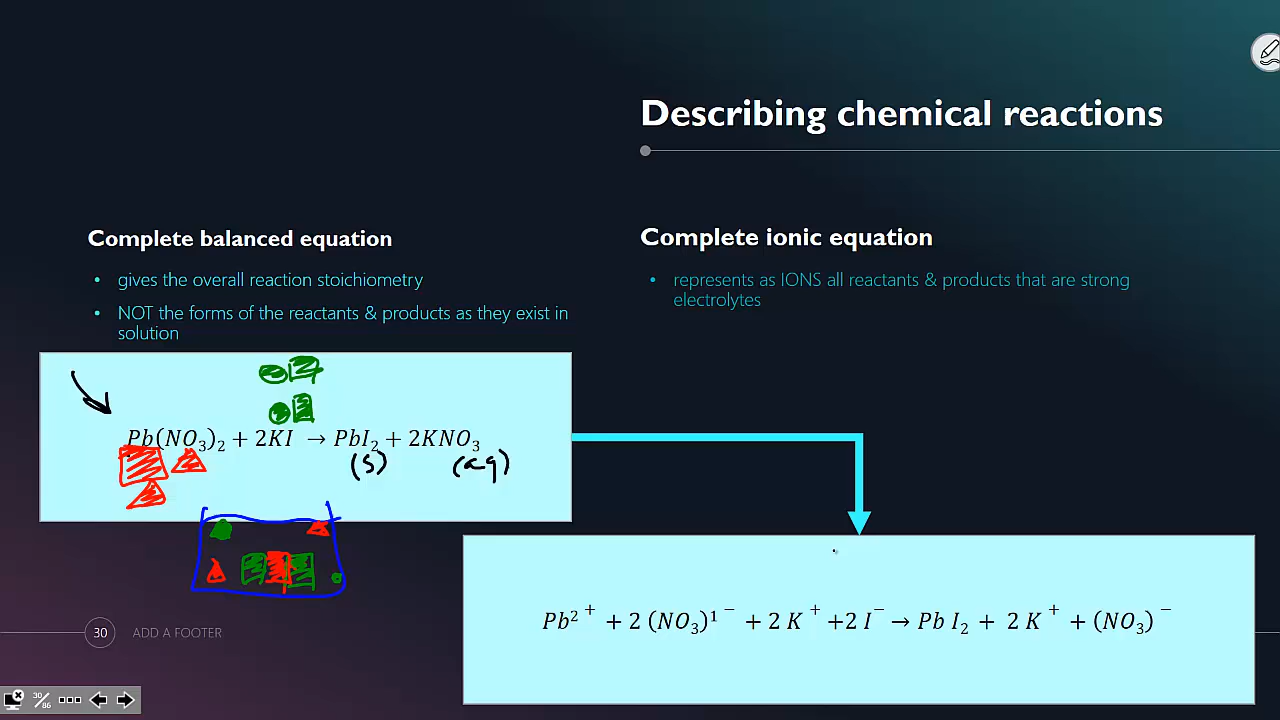 Describing chemical reactions
Complete balanced equation
• gives the overall reaction stoichiometry
• NOT the forms of the reactants & products as they exist in
solution
Pb(NO₃)₂ + 2KI → PbI₂ + 2KNO₃
(s) (aq)
Complete ionic equation
• represents as IONS all reactants & products that are strong
electrolytes
Pb²⁺ + 2 (NO₃)¹⁻ + 2 K⁺ +2 I⁻ → Pb I₂ + 2 K⁺ + (NO₃)⁻
30 ADD A FOOTER
30/86